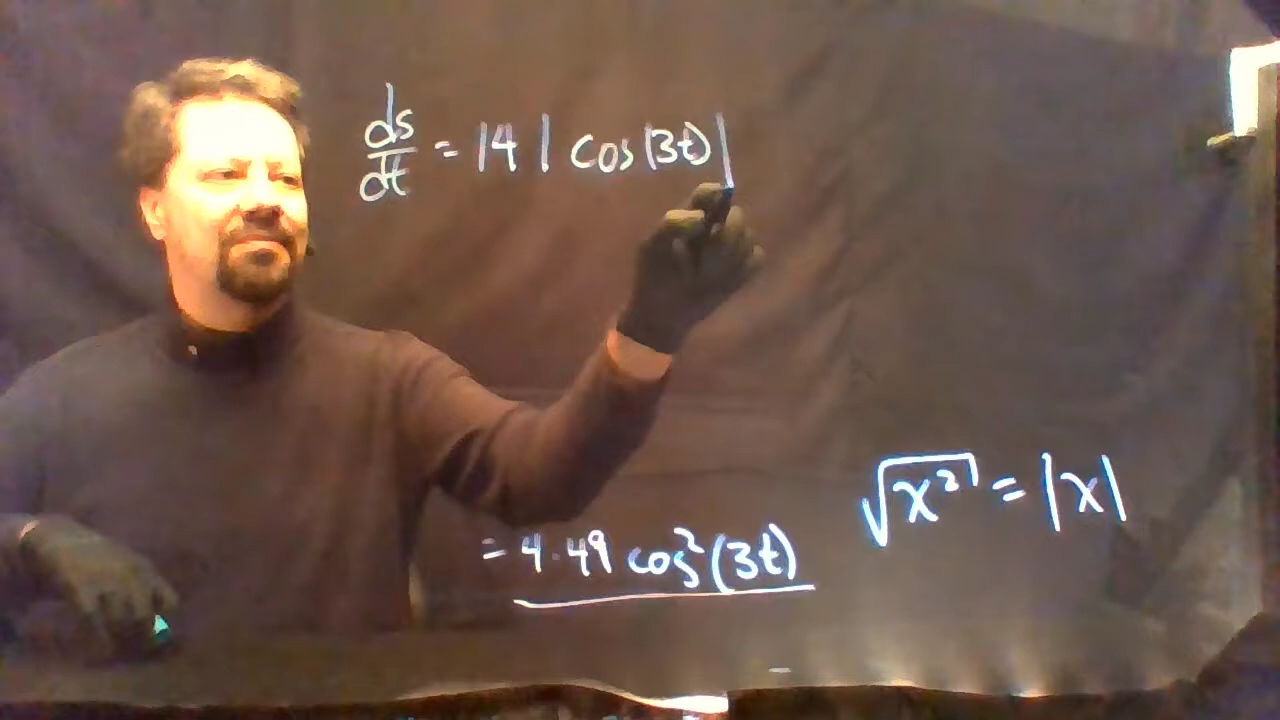 ds/dt = 14 | cos(3t) |
√x² = |x|
= 4·49 cos²(3t)